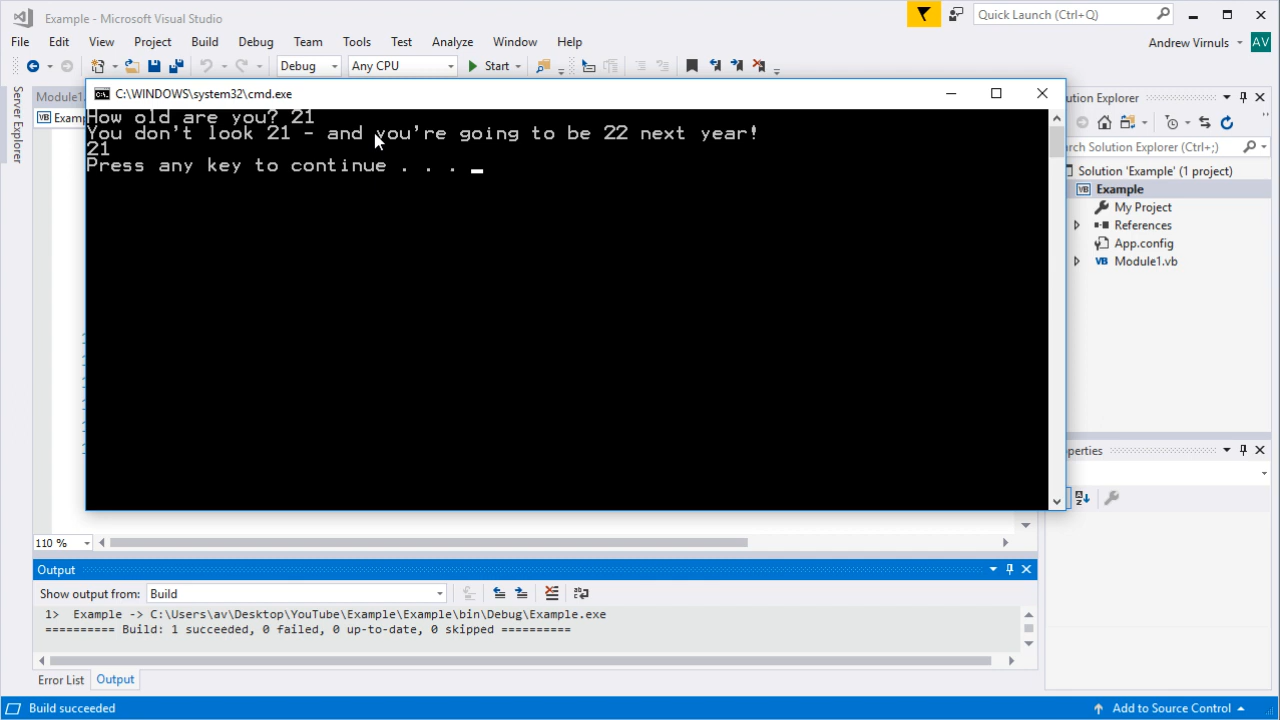 Example - Microsoft Visual Studio
Quick Launch (Ctrl+Q)
File Edit View Project Build Debug Team Tools Test Analyze Window Help
Andrew Virnuls AV
Debug Any CPU Start
Server Explorer
Module1
Examp
C:\WINDOWS\system32\cmd.exe
How old are you? 21
You don't look 21 - and you're going to be 22 next year!
21
Press any key to continue . . .
ution Explorer
rch Solution Explorer (Ctrl+;)
Solution 'Example' (1 project)
VB Example
My Project
References
App.config
VB Module1.vb
perties
110 %
Output
Show output from: Build
1> Example -> C:\Users\av\Desktop\YouTube\Example\Example\bin\Debug\Example.exe
========== Build: 1 succeeded, 0 failed, 0 up-to-date, 0 skipped ==========
Error List Output
Build succeeded
Add to Source Control